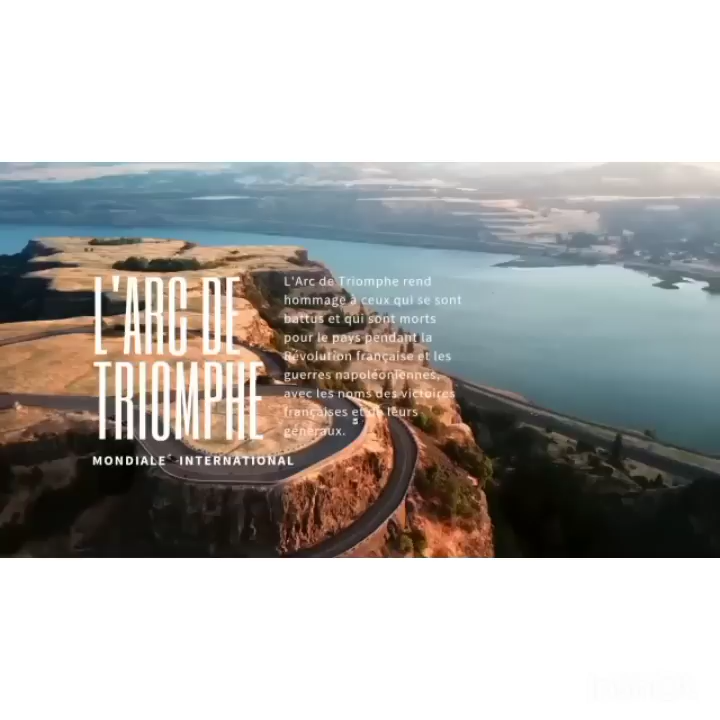 L'ARC DE
TRIOMPHE
MONDIALE INTERNATIONAL
L'Arc de Triomphe rend
hommage à ceux qui se sont
battus et qui sont morts
pour le pays pendant la
Révolution française et les
guerres napoléoniennes,
avec les noms des victoires
françaises et de leurs
généraux.